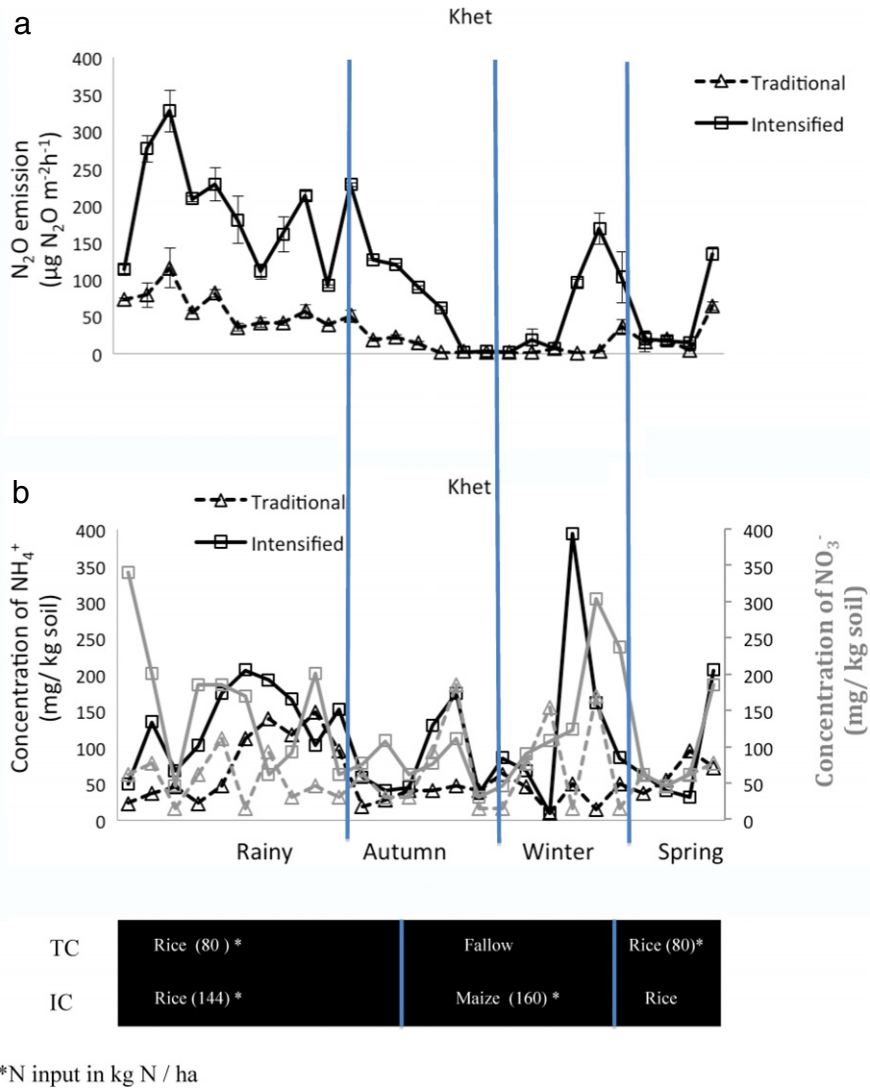 a
Khet
N₂O emission
(µg N₂O m⁻²h⁻¹)
400
350
300
250
200
150
100
50
0
Traditional
Intensified
b
Khet
Traditional
Intensified
Concentration of NH₄⁺
(mg/ kg soil)
400
350
300
250
200
150
100
50
0
400
350
300
250
200
150
100
50
0
Concentration of NO₃⁻
(mg/ kg soil)
Rainy Autumn Winter Spring
TC Rice (80 ) * Fallow Rice (80)*
IC Rice (144) * Maize (160) * Rice
*N input in kg N / ha